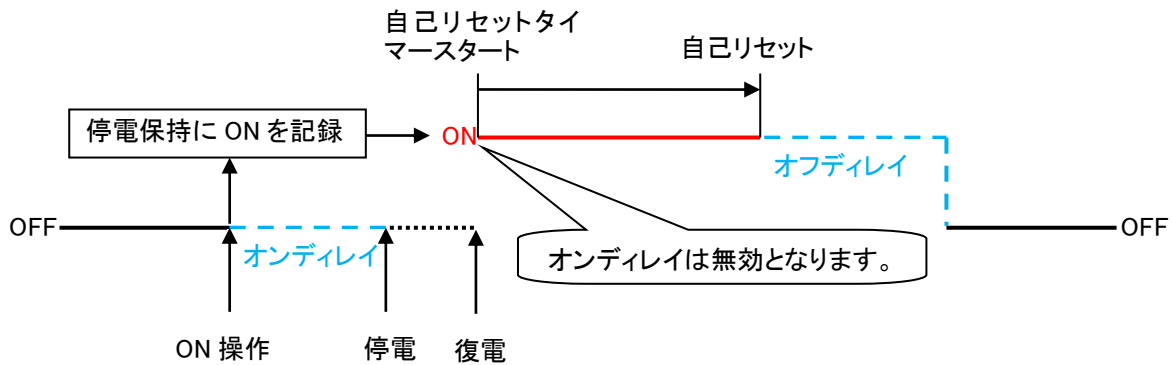 自己リセットタイ
マースタート
自己リセット
停電保持に ON を記録
ON
オフディレイ
OFF
オンディレイ
オンディレイは無効となります。
OFF
ON 操作
停電
復電